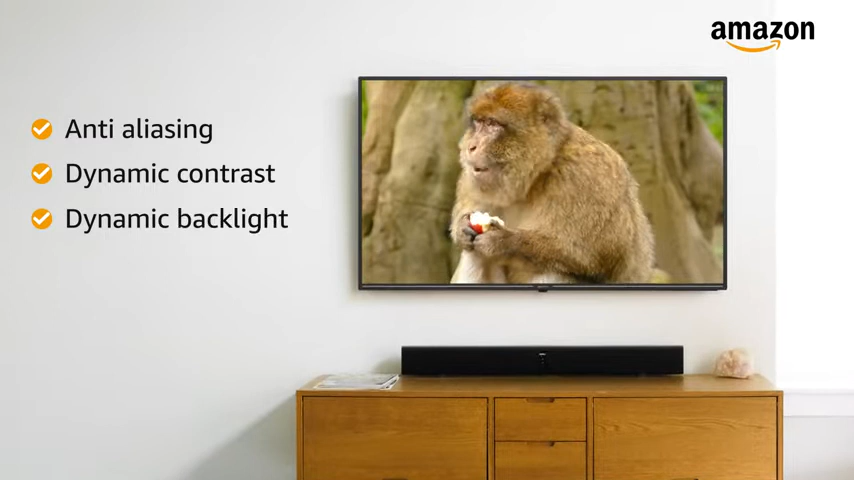 amazon
Anti aliasing
Dynamic contrast
Dynamic backlight